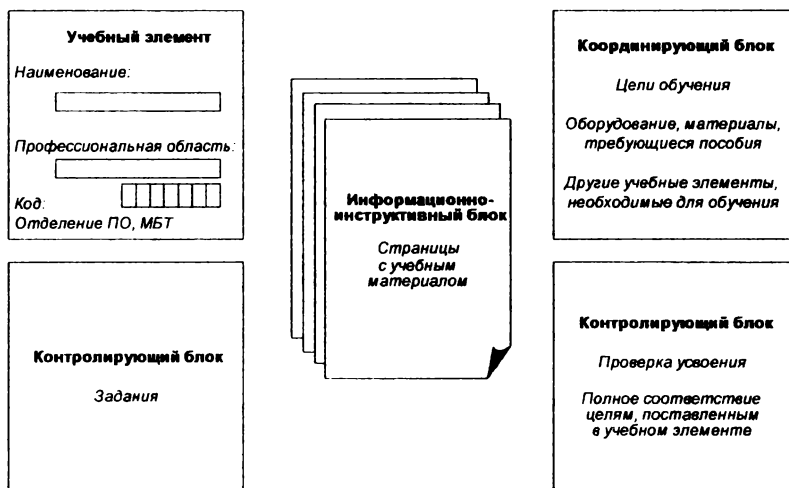 Учебный элемент
Наименование:
Профессиональная область:
Код:
Отделение ПО, МБТ
Информационно-
инструктивный блок
Страницы
с учебным
материалом
Координирующий блок
Цели обучения
Оборудование, материалы,
требующиеся пособия
Другие учебные элементы,
необходимые для обучения
Контролирующий блок
Задания
Контролирующий блок
Проверка усвоения
Полное соответствие
целям, поставленным
в учебном элементе